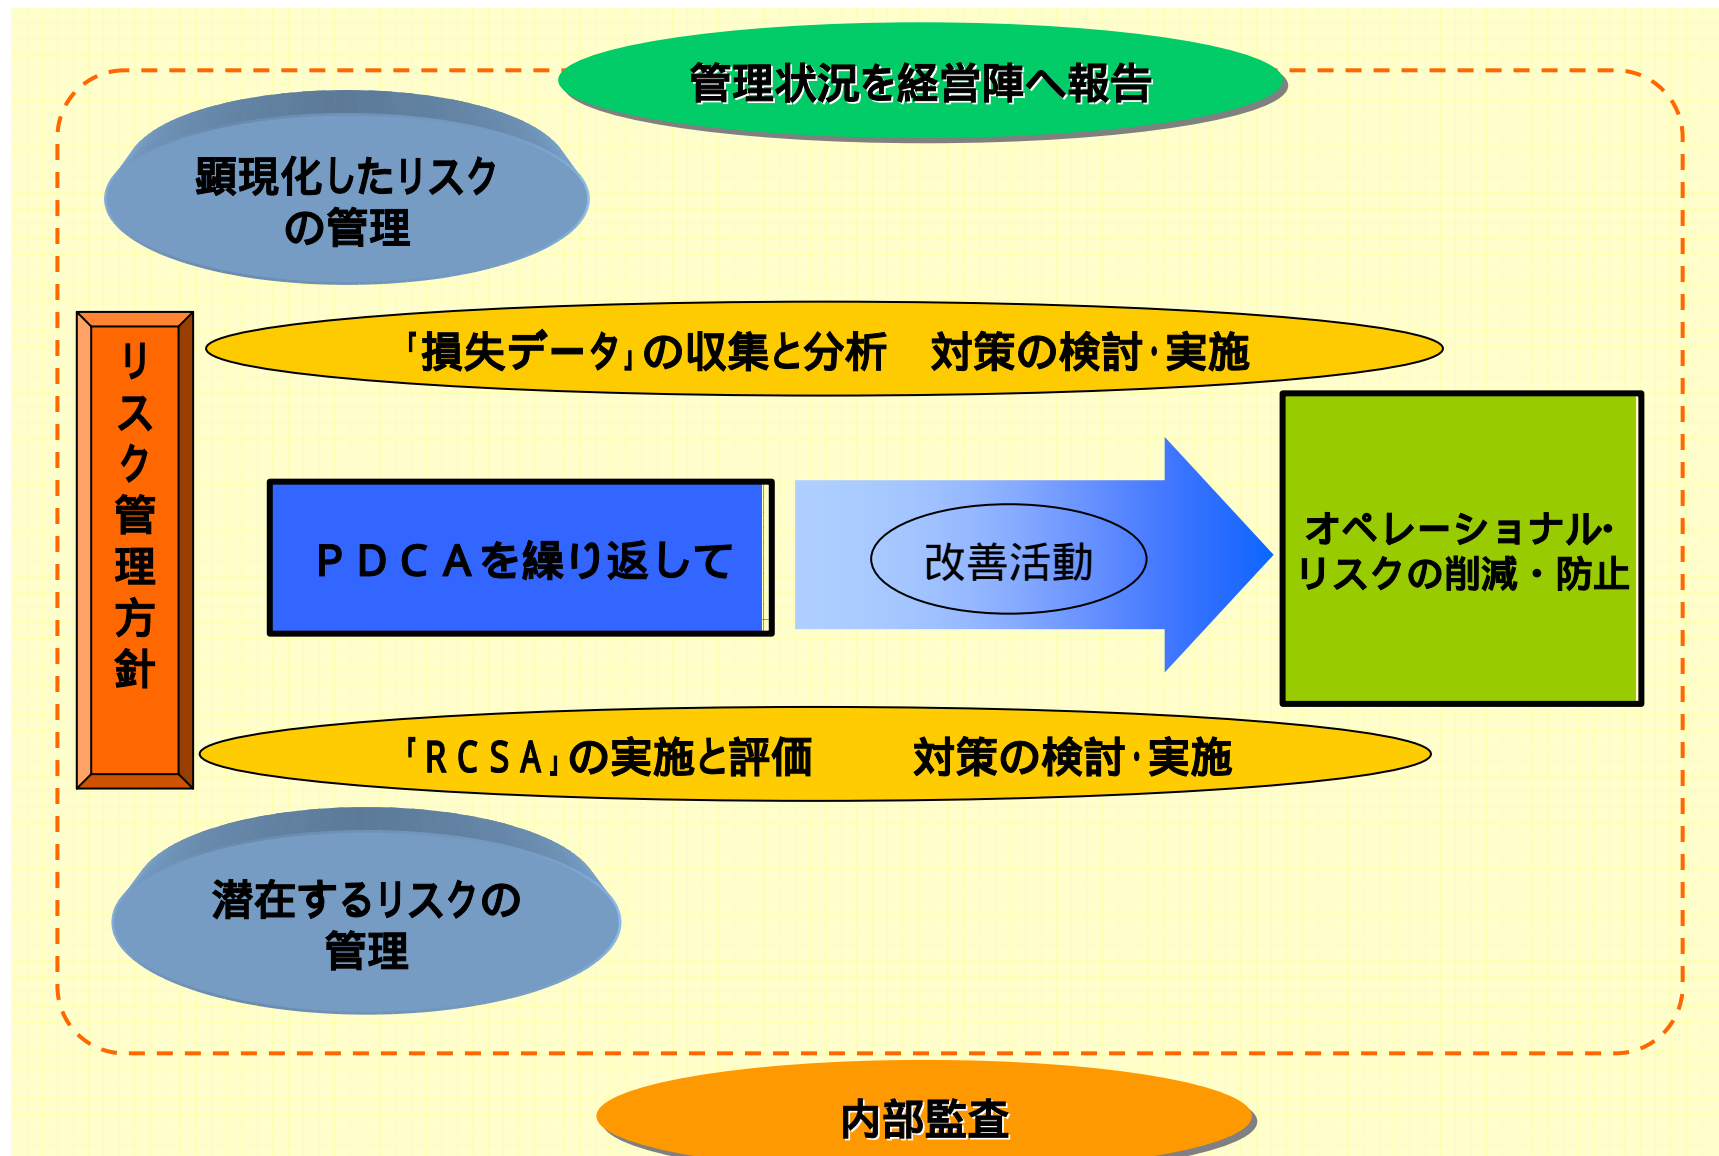 管理状況を経営陣へ報告
顕現化したリスク
の管理
「損失データ」の収集と分析　対策の検討・実施
リスク管理方針
ＰＤＣＡを繰り返して
改善活動
オペレーショナル・
リスクの削減・防止
「ＲＣＳＡ」の実施と評価　　対策の検討・実施
潜在するリスクの
管理
内部監査